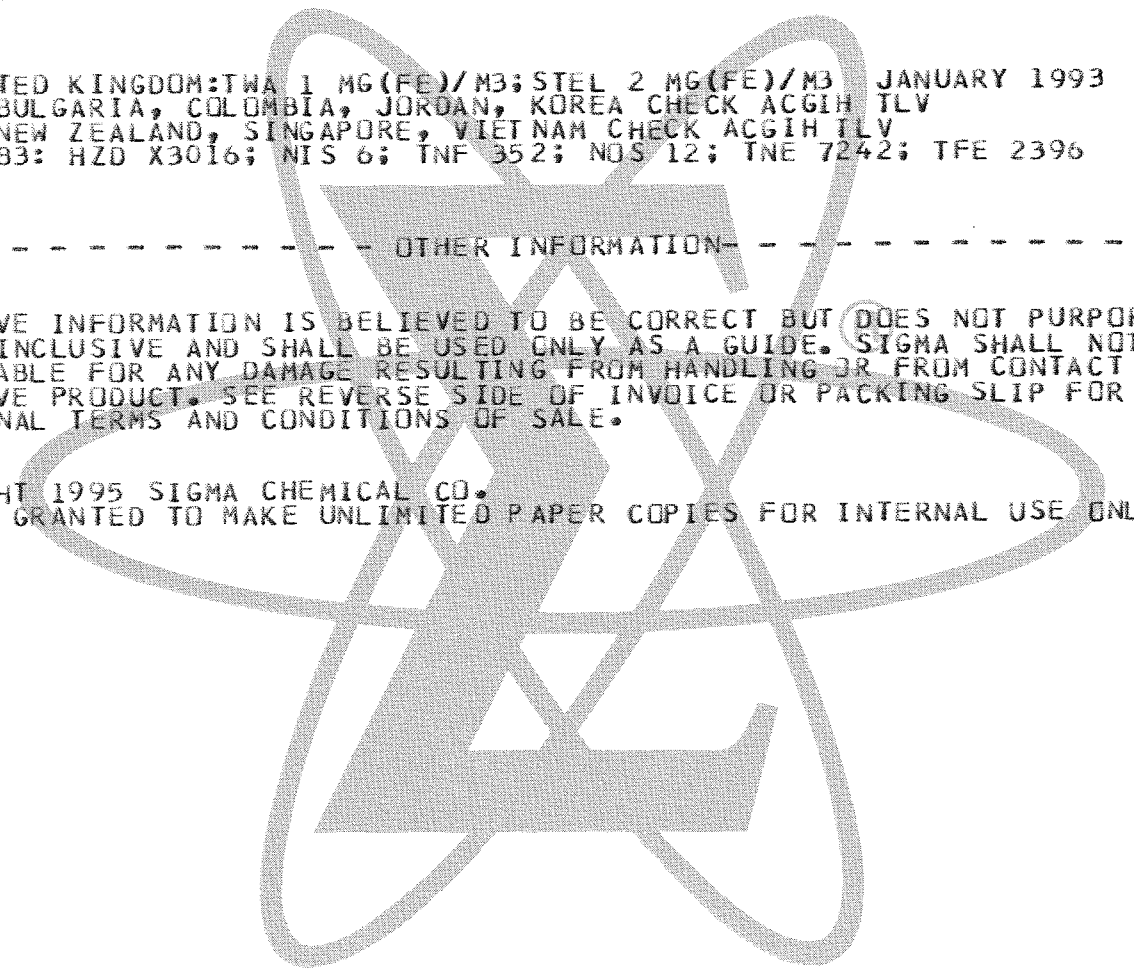 TED KINGDOM:TWA 1 MG(FE)/M3;STEL 2 MG(FE)/M3 JANUARY 1993
BULGARIA, COLOMBIA, JORDAN, KOREA CHECK ACGIH TLV
NEW ZEALAND, SINGAPORE, VIETNAM CHECK ACGIH TLV
83: HZD X3016; NIS 6; TNF 352; NOS 12; TNE 7242; TFE 2396
- - - - - - - - - - OTHER INFORMATION- - - - - - - - - - -
VE INFORMATION IS BELIEVED TO BE CORRECT BUT DOES NOT PURPOR
INCLUSIVE AND SHALL BE USED ONLY AS A GUIDE. SIGMA SHALL NOT
ABLE FOR ANY DAMAGE RESULTING FROM HANDLING OR FROM CONTACT
VE PRODUCT. SEE REVERSE SIDE OF INVOICE OR PACKING SLIP FOR
NAL TERMS AND CONDITIONS OF SALE.
HT 1995 SIGMA CHEMICAL CO.
GRANTED TO MAKE UNLIMITED PAPER COPIES FOR INTERNAL USE ONL